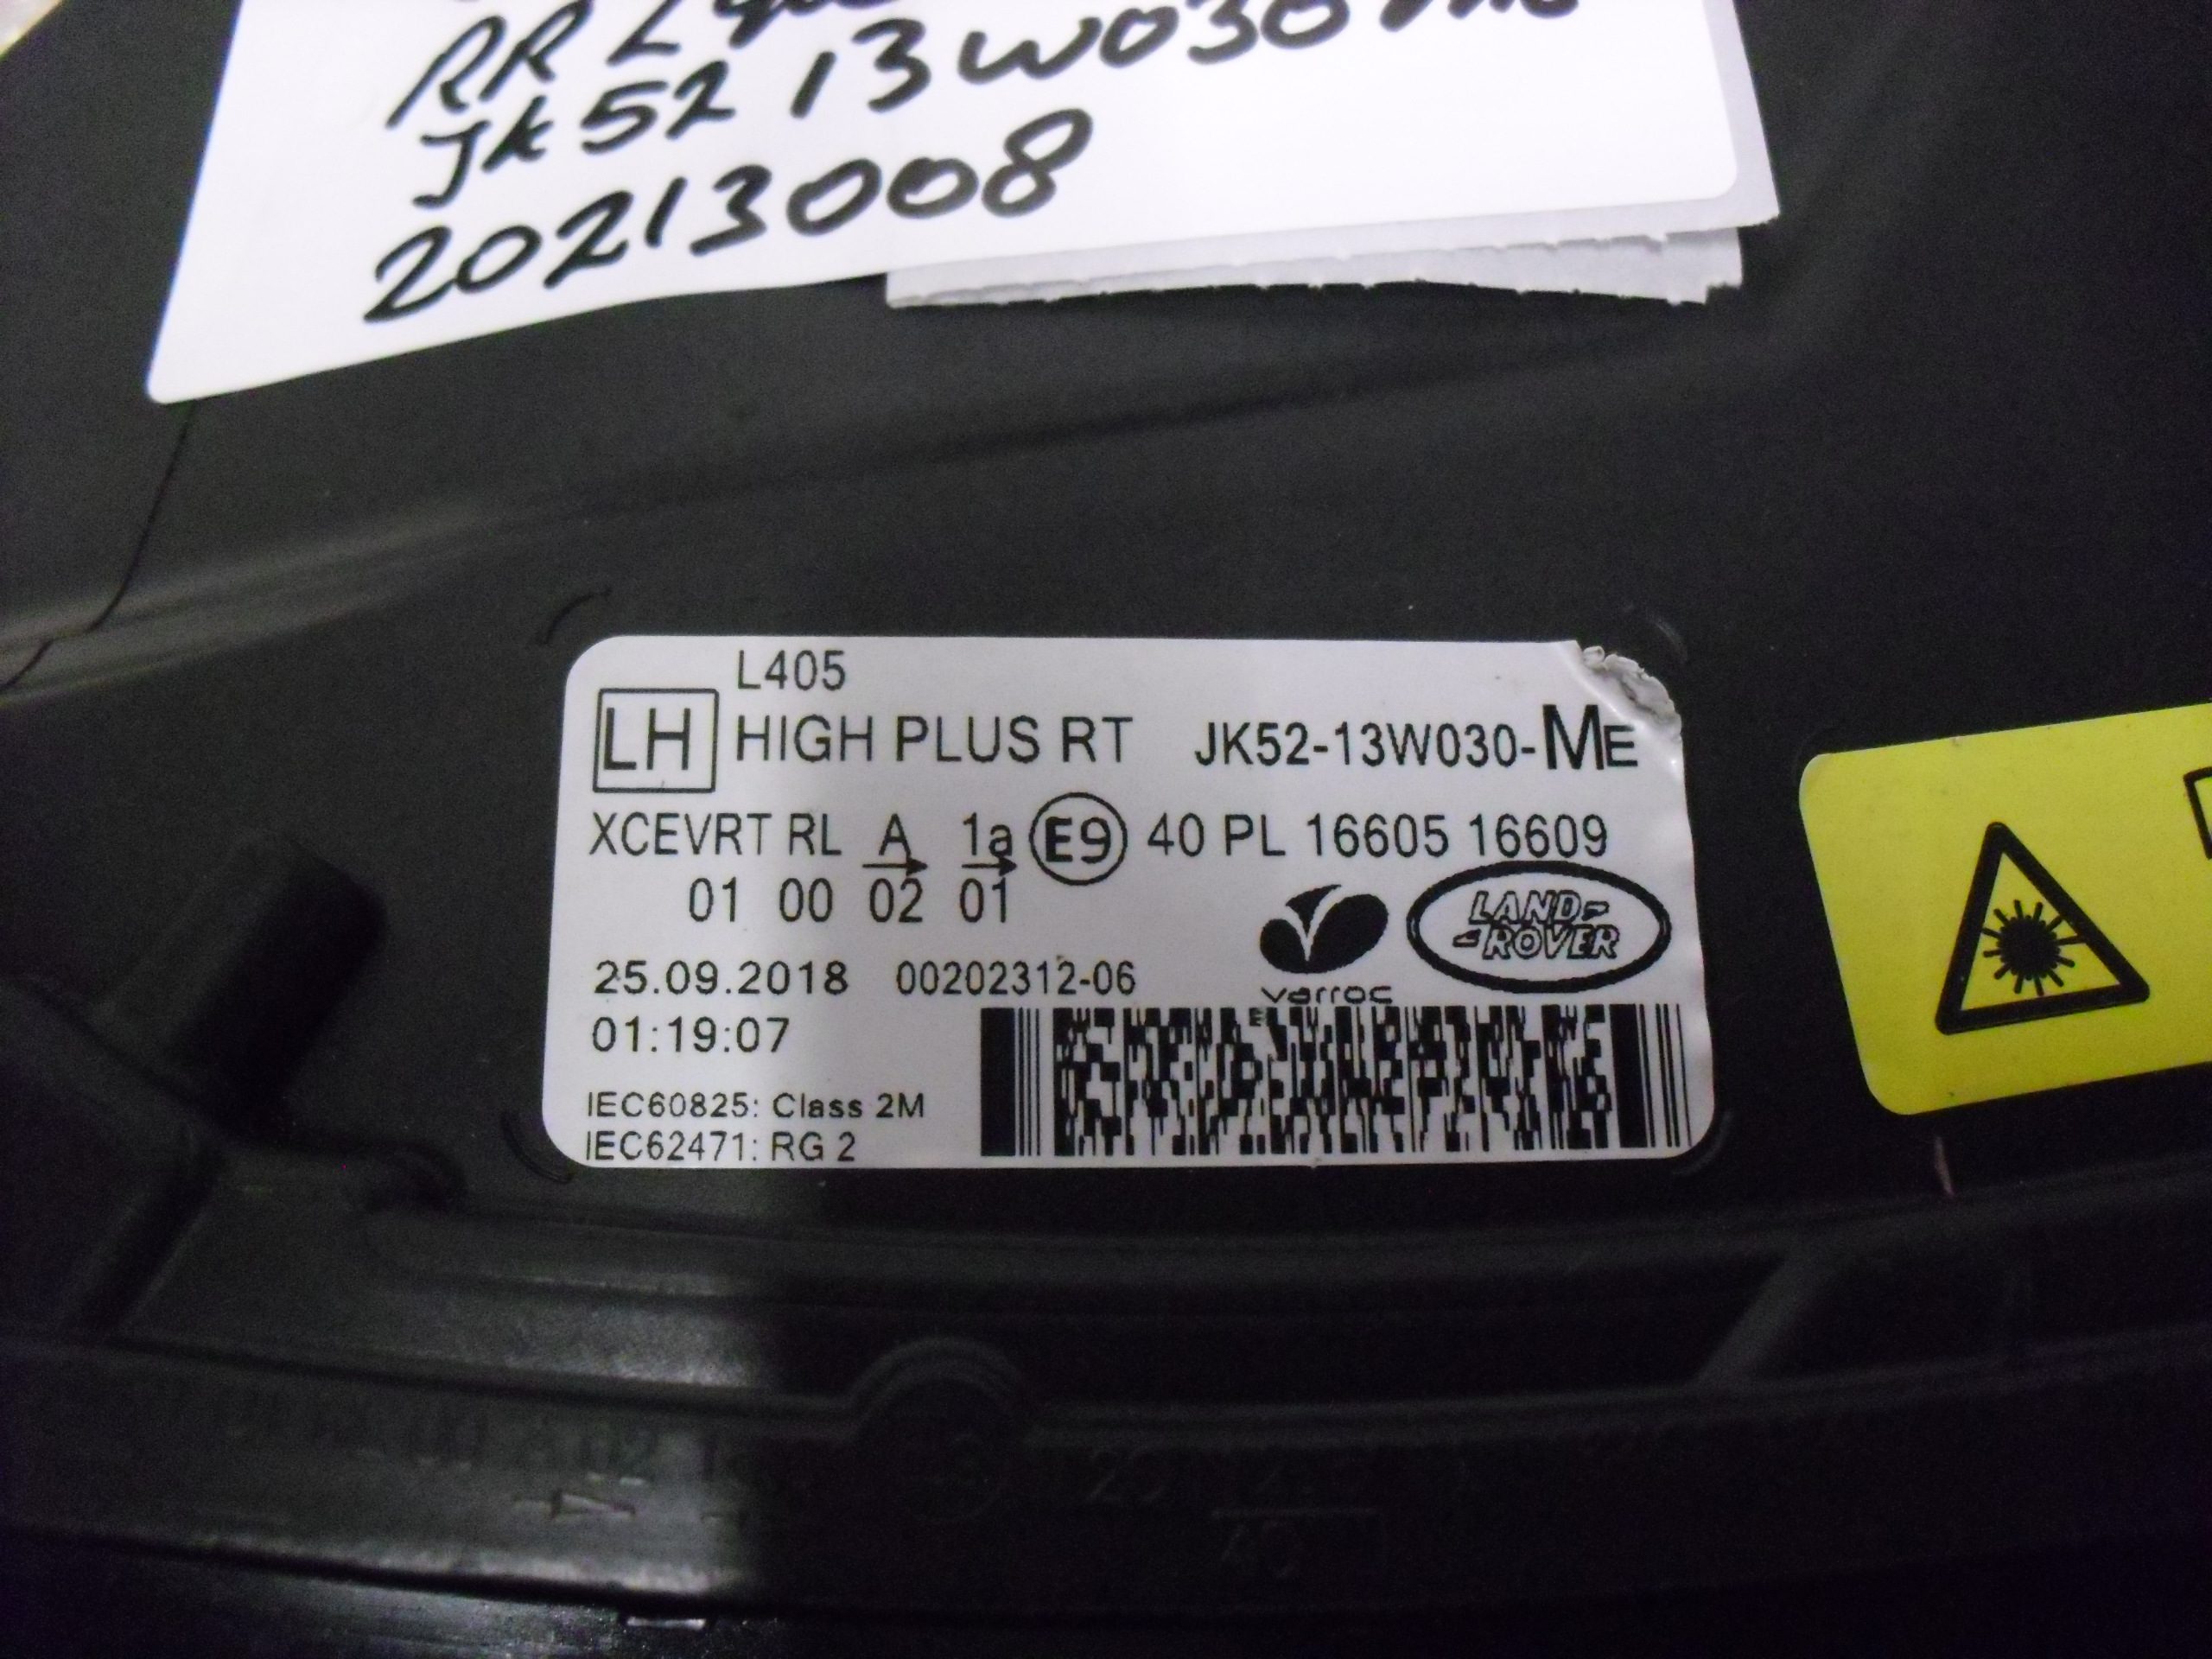 RR
JK52 13W030
20213008
L405
LH HIGH PLUS RT JK52-13W030-ME
XCEVRT RL A 1a E9 40 PL 16605 16609
01 00 02 01
LAND-
ROVER
25.09.2018 00202312-06
varroc
01:19:07
IEC60825: Class 2M
IEC62471: RG 2